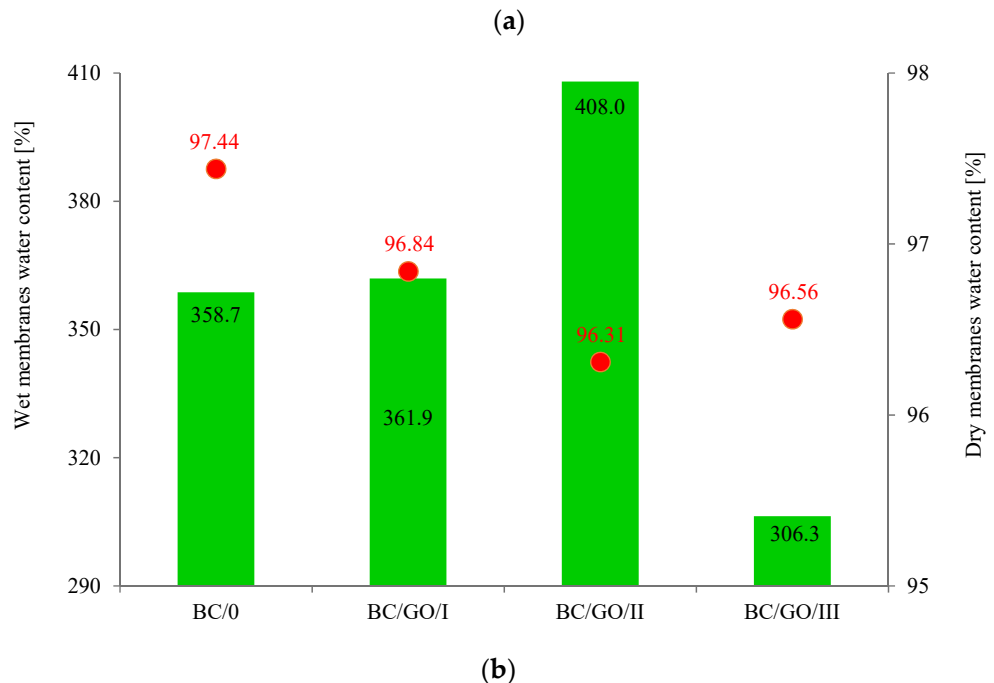 (a)
Wet membranes water content [%]
410
380
350
320
290
97.44
358.7
96.84
361.9
408.0
96.31
96.56
306.3
98
97
96
95
Dry membranes water content [%]
BC/0
BC/GO/I
BC/GO/II
BC/GO/III
(b)